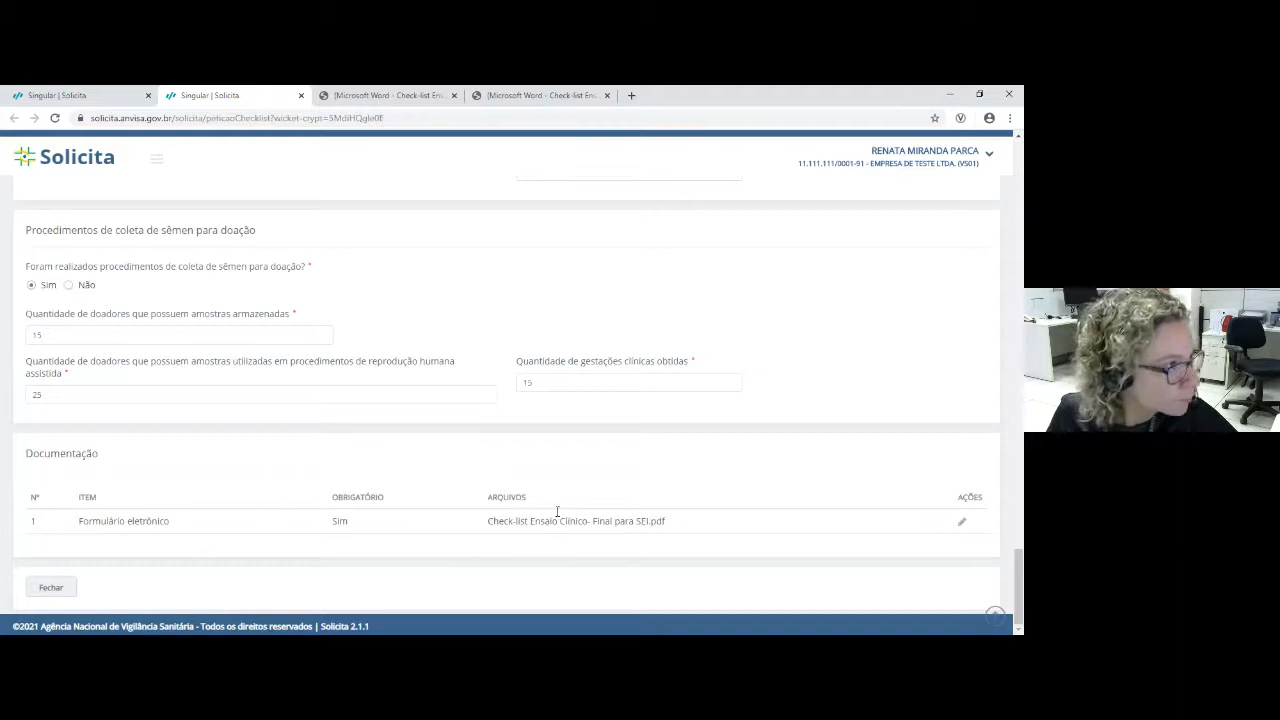 Singular | Solicita
Singular | Solicita
[Microsoft Word - Check-list Ens
[Microsoft Word - Check-list Ens
solicita.anvisa.gov.br/solicita/peticaoChecklist?wicket-crypt=5MdiHQgIe0E
Solicita
RENATA MIRANDA PARCA
11.111.111/0001-91 - EMPRESA DE TESTE LTDA. (VS01)
Procedimentos de coleta de sêmen para doação
Foram realizados procedimentos de coleta de sêmen para doação? *
Sim Não
Quantidade de doadores que possuem amostras armazenadas *
15
Quantidade de doadores que possuem amostras utilizadas em procedimentos de reprodução humana
assistida *
25
Quantidade de gestações clínicas obtidas *
15
Documentação
Nº ITEM OBRIGATÓRIO ARQUIVOS AÇÕES
1 Formulário eletrônico Sim Check-list Ensaio Clínico- Final para SEI.pdf
Fechar
©2021 Agência Nacional de Vigilância Sanitária - Todos os direitos reservados | Solicita 2.1.1